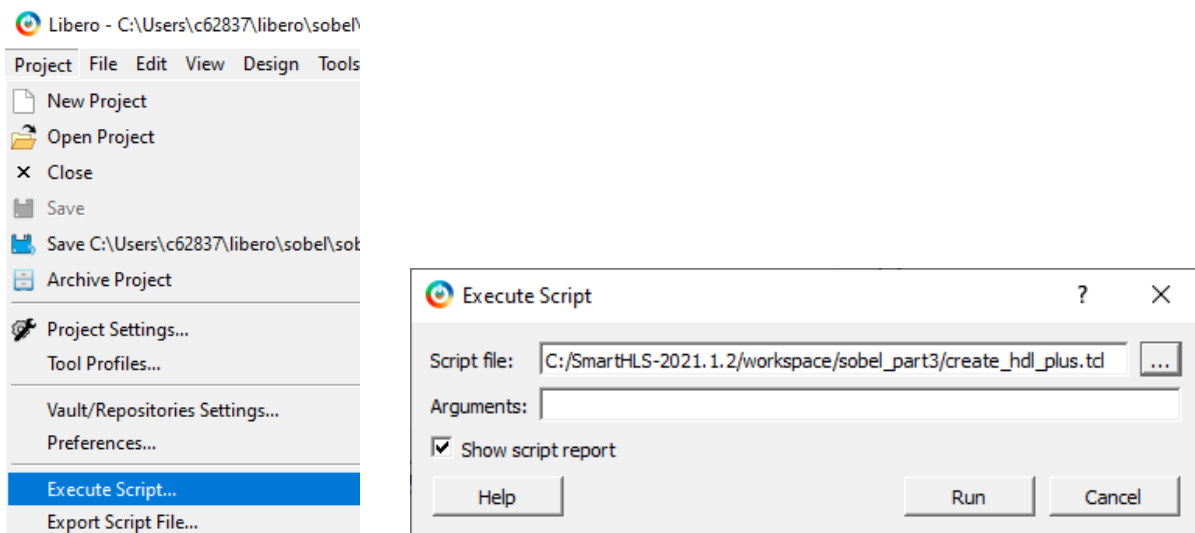 Libero - C:\Users\c62837\libero\sobel\
Project File Edit View Design Tools
New Project
Open Project
Close
Save
Save C:\Users\c62837\libero\sobel\sob
Archive Project
Project Settings...
Tool Profiles...
Vault/Repositories Settings...
Preferences...
Execute Script...
Export Script File...
Execute Script ?
Script file: C:/SmartHLS-2021.1.2/workspace/sobel_part3/create_hdl_plus.tcl ...
Arguments:
Show script report
Help Run Cancel